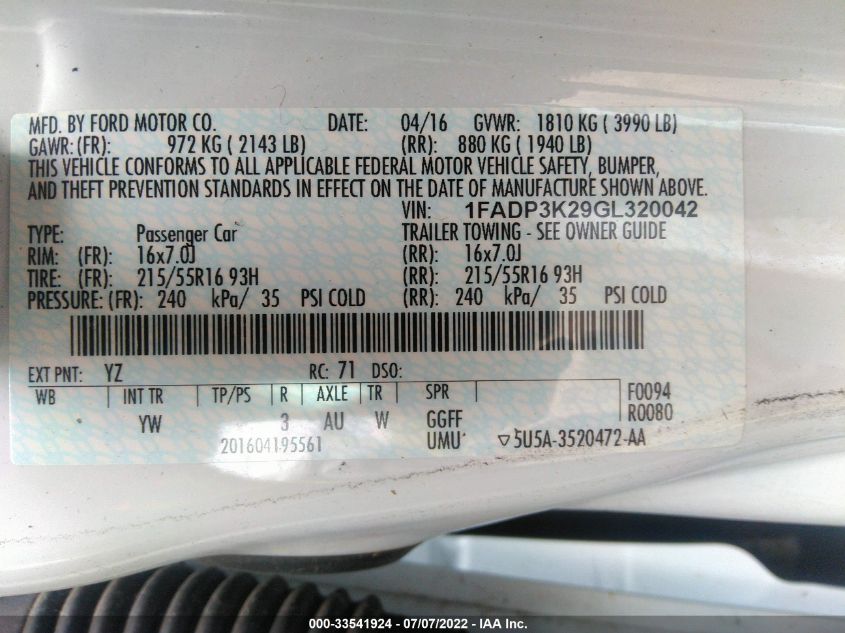 MFD. BY FORD MOTOR CO. DATE: 04/16 GVWR: 1810 KG ( 3990 LB)
GAWR: (FR): 972 KG ( 2143 LB) (RR): 880 KG ( 1940 LB)
THIS VEHICLE CONFORMS TO ALL APPLICABLE FEDERAL MOTOR VEHICLE SAFETY, BUMPER,
AND THEFT PREVENTION STANDARDS IN EFFECT ON THE DATE OF MANUFACTURE SHOWN ABOVE.
VIN: 1FADP3K29GL320042
TYPE: Passenger Car TRAILER TOWING - SEE OWNER GUIDE
RIM: (FR): 16x7.0J (RR): 16x7.0J
TIRE: (FR): 215/55R16 93H (RR): 215/55R16 93H
PRESSURE: (FR): 240 kPa/ 35 PSI COLD (RR): 240 kPa/ 35 PSI COLD
EXT PNT: YZ RC: 71 DSO:
WB INT TR TP/PS R AXLE TR SPR F0094
YW 3 AU W GGFF R0080
201604195561 UMU 5U5A-3520472-AA
000-33541924 - 07/07/2022 - IAA Inc.